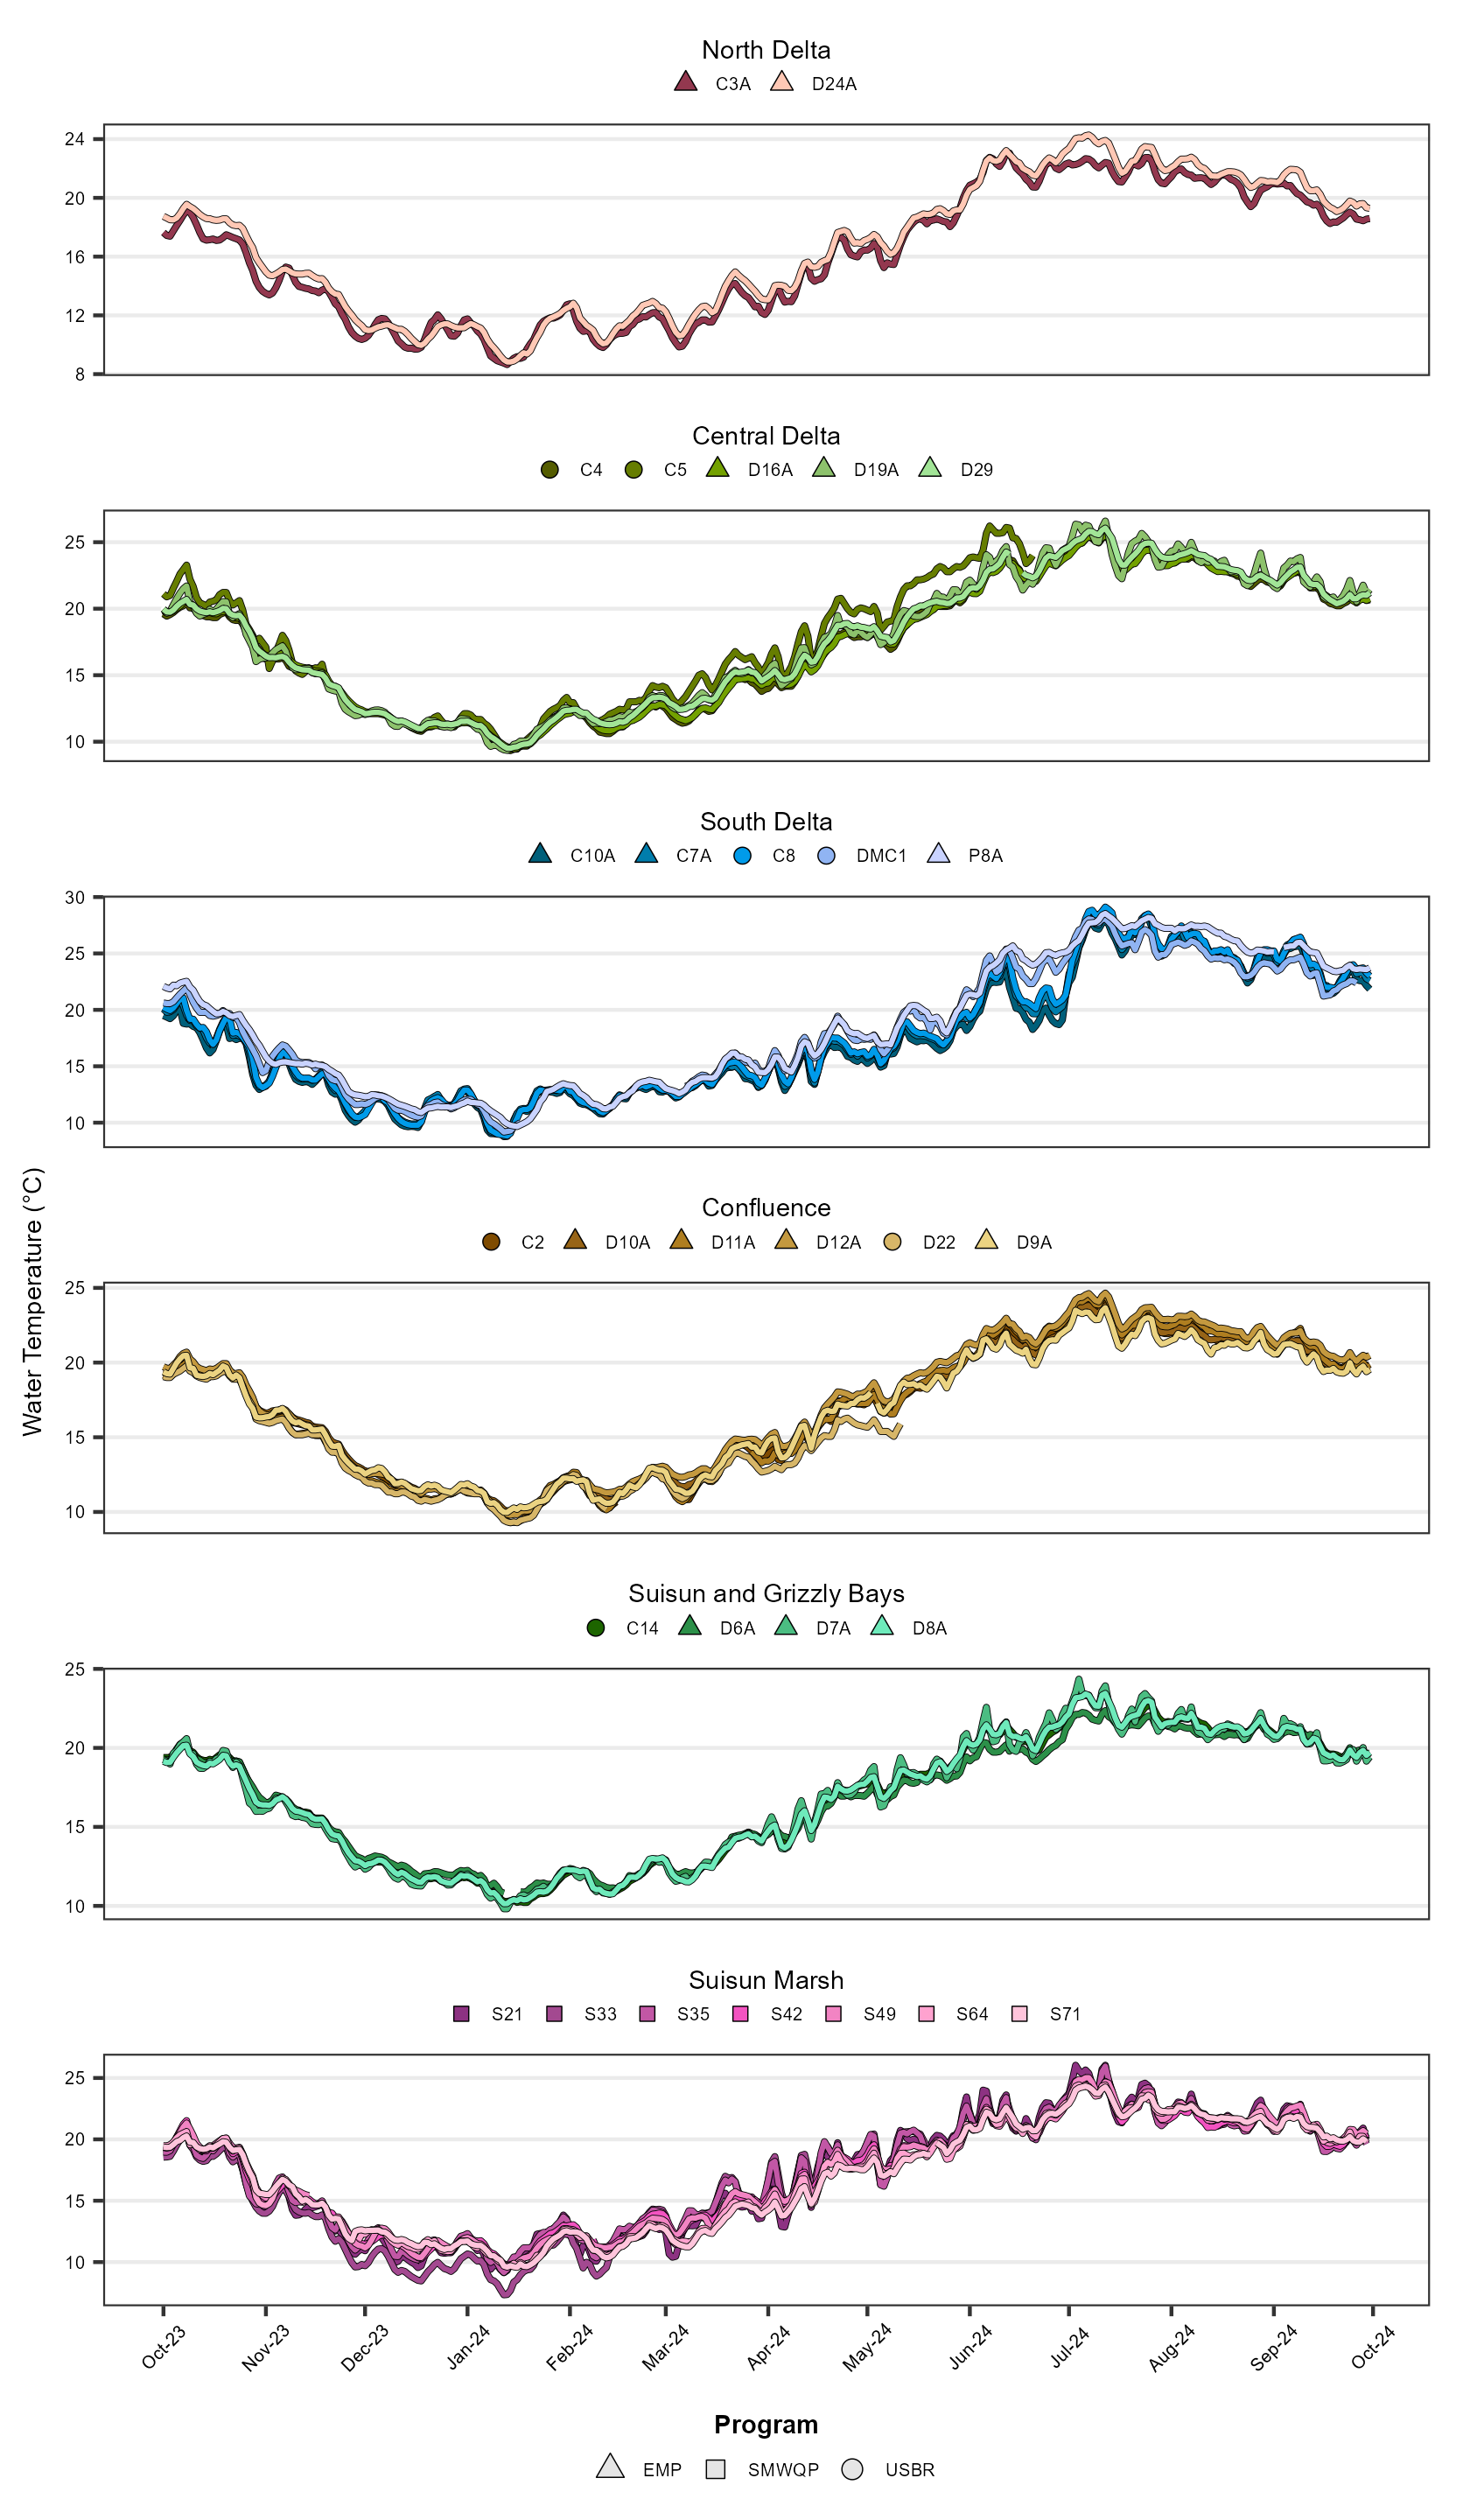 North Delta
C3A D24A
24
20
16
12
8
Central Delta
C4 C5 D16A D19A D29
25
20
15
10
South Delta
C10A C7A C8 DMC1 P8A
30
25
20
15
10
Water Temperature (°C)
Confluence
C2 D10A D11A D12A D22 D9A
25
20
15
10
Suisun and Grizzly Bays
C14 D6A D7A D8A
25
20
15
10
Suisun Marsh
S21 S33 S35 S42 S49 S64 S71
25
20
15
10
Oct-23 Nov-23 Dec-23 Jan-24 Feb-24 Mar-24 Apr-24 May-24 Jun-24 Jul-24 Aug-24 Sep-24 Oct-24
Program
EMP SMWQP USBR